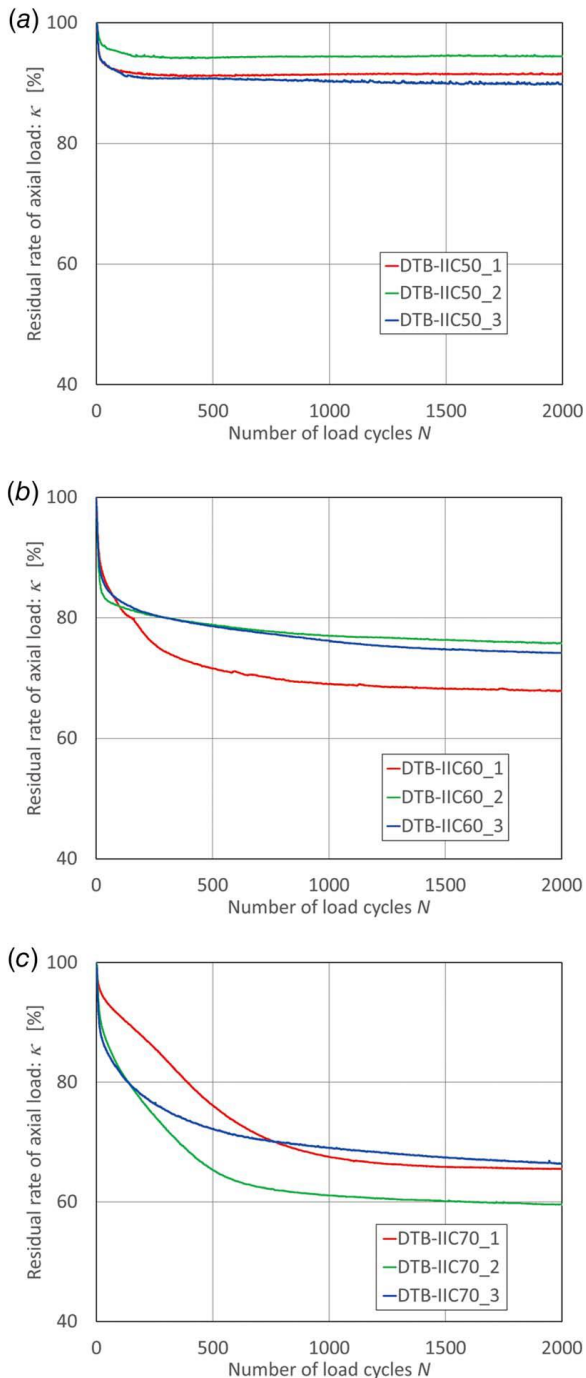 (a)
100
80
60
40
Residual rate of axial load: κ [%]
DTB-IIC50_1
DTB-IIC50_2
DTB-IIC50_3
0 500 1000 1500 2000
Number of load cycles N
(b)
100
80
60
40
Residual rate of axial load: κ [%]
DTB-IIC60_1
DTB-IIC60_2
DTB-IIC60_3
0 500 1000 1500 2000
Number of load cycles N
(c)
100
80
60
40
Residual rate of axial load: κ [%]
DTB-IIC70_1
DTB-IIC70_2
DTB-IIC70_3
0 500 1000 1500 2000
Number of load cycles N